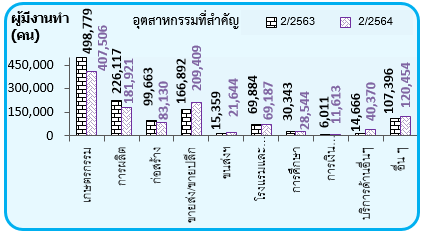 ผู้มีงานทำ
(คน)
อุตสาหกรรมที่สำคัญ
2/2563
2/2564
450,000
300,000
150,000
0
498,779
407,506
226,117
181,921
99,663
83,130
166,892
209,409
15,359
21,644
69,884
69,187
30,343
28,544
6,011
11,613
14,666
40,370
107,396
120,454
เกษตรกรรม
การผลิต
ก่อสร้าง
ขายส่ง/ขายปลีก
ขนส่งฯ
โรงแรมและ…
การศึกษา
การเงิน…
บริการด้านอื่นๆ
อื่น ๆ